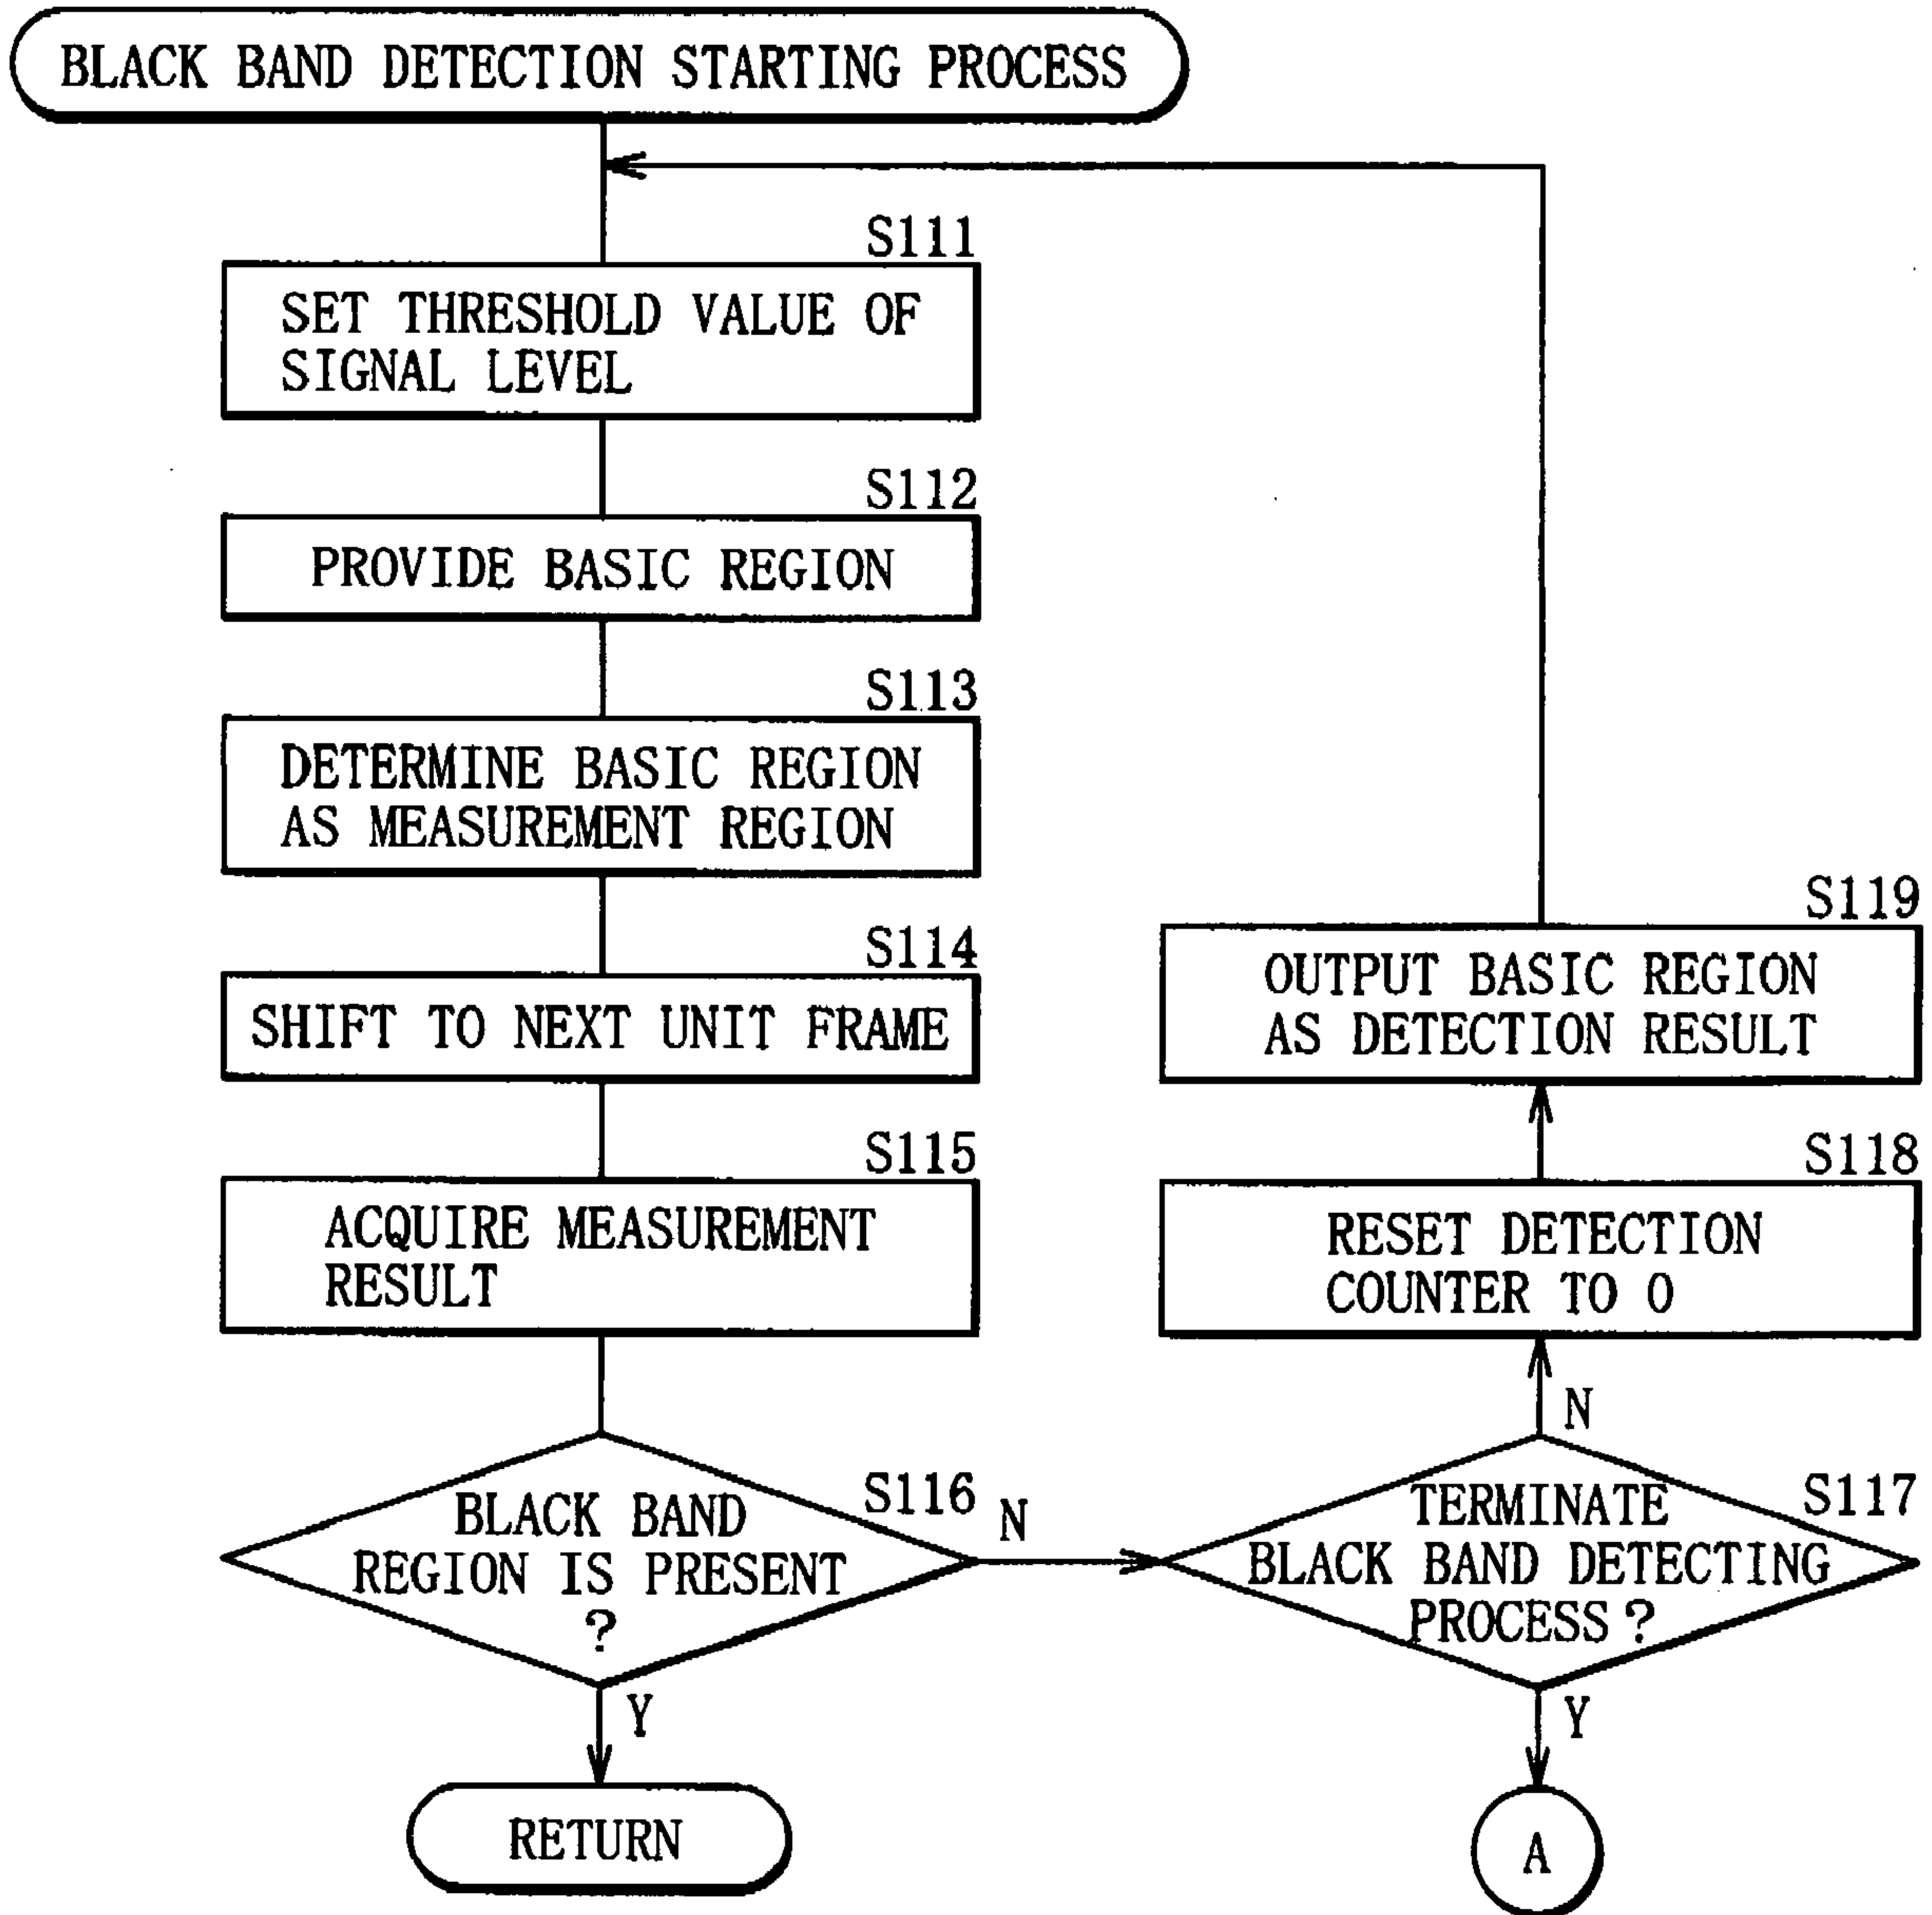 BLACK BAND DETECTION STARTING PROCESS
S111
SET THRESHOLD VALUE OF
SIGNAL LEVEL
S112
PROVIDE BASIC REGION
S113
DETERMINE BASIC REGION
AS MEASUREMENT REGION
S114
SHIFT TO NEXT UNIT FRAME
S115
ACQUIRE MEASUREMENT
RESULT
S116
BLACK BAND
REGION IS PRESENT
?
N
Y
RETURN
S117
TERMINATE
BLACK BAND DETECTING
PROCESS?
N
Y
A
S118
RESET DETECTION
COUNTER TO 0
S119
OUTPUT BASIC REGION
AS DETECTION RESULT